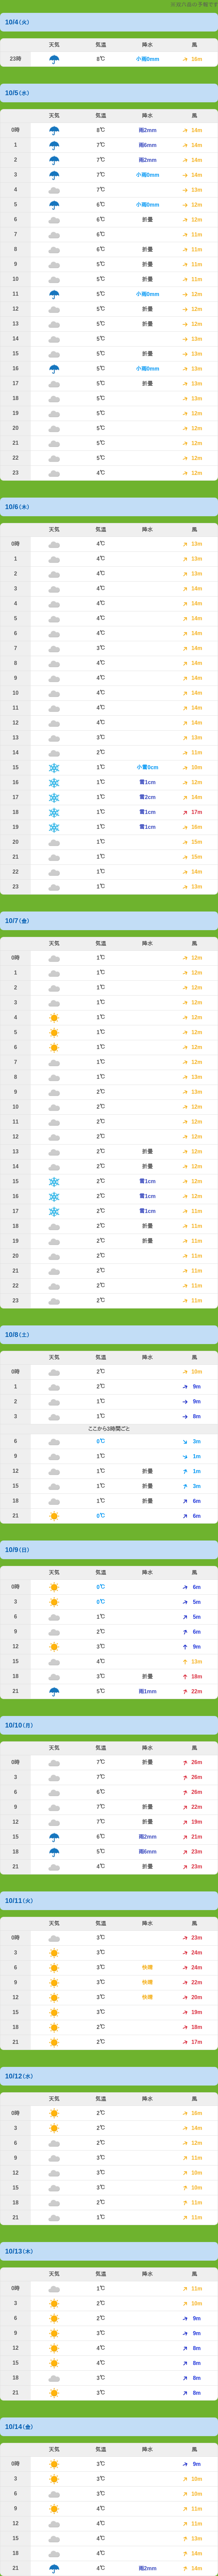 10/4(火)
天気 気温 降水 風
23時 8℃ 小雨0mm 16m
10/5(水)
天気 気温 降水 風
0時 8℃ 雨2mm 14m
1 7℃ 雨6mm 14m
2 7℃ 雨2mm 14m
3 7℃ 小雨0mm 14m
4 7℃ 13m
5 6℃ 小雨0mm 12m
6 6℃ 折畳 12m
7 6℃ 11m
8 6℃ 折畳 11m
9 5℃ 折畳 11m
10 5℃ 折畳 11m
11 5℃ 小雨0mm 12m
12 5℃ 折畳 13m
13 5℃ 折畳 13m
14 5℃ 13m
15 5℃ 折畳 13m
16 5℃ 小雨0mm 13m
17 5℃ 折畳 13m
18 5℃ 13m
19 5℃ 13m
20 5℃ 12m
21 5℃ 12m
22 5℃ 12m
23 4℃ 12m
10/6(木)
天気 気温 降水 風
0時 4℃ 13m
1 4℃ 13m
2 4℃ 13m
3 4℃ 14m
4 4℃ 14m
5 4℃ 14m
6 4℃ 14m
7 3℃ 14m
8 4℃ 14m
9 4℃ 14m
10 4℃ 14m
11 4℃ 14m
12 4℃ 14m
13 3℃ 13m
14 2℃ 11m
15 1℃ 小雪0cm 10m
16 1℃ 雪1cm 12m
17 1℃ 雪2cm 14m
18 1℃ 雪1cm 17m
19 1℃ 雪1cm 16m
20 1℃ 15m
21 1℃ 15m
22 1℃ 14m
23 1℃ 13m
10/7(金)
天気 気温 降水 風
0時 1℃ 12m
1 1℃ 12m
2 1℃ 12m
3 1℃ 12m
4 1℃ 12m
5 1℃ 12m
6 1℃ 12m
7 1℃ 12m
8 1℃ 13m
9 2℃ 13m
10 2℃ 12m
11 2℃ 12m
12 2℃ 12m
13 2℃ 折畳 12m
14 2℃ 折畳 12m
15 2℃ 雪1cm 12m
16 2℃ 雪1cm 12m
17 2℃ 雪1cm 12m
18 2℃ 折畳 11m
19 2℃ 折畳 11m
20 2℃ 11m
21 2℃ 11m
22 2℃ 11m
23 2℃ 11m
10/8(土)
天気 気温 降水 風
0時 2℃ 10m
1 2℃ 9m
2 1℃ 9m
3 1℃ 8m
ここから3時間ごと
6 0℃ 3m
9 1℃ 1m
12 1℃ 折畳 1m
15 1℃ 折畳 3m
18 1℃ 折畳 6m
21 0℃ 6m
10/9(日)
天気 気温 降水 風
0時 0℃ 6m
3 0℃ 5m
6 1℃ 5m
9 2℃ 6m
12 3℃ 9m
15 4℃ 13m
18 3℃ 折畳 18m
21 5℃ 雨1mm 22m
10/10(月)
天気 気温 降水 風
0時 7℃ 折畳 26m
3 7℃ 26m
6 6℃ 26m
9 7℃ 折畳 22m
12 7℃ 折畳 19m
15 6℃ 雨2mm 21m
18 5℃ 雨6mm 23m
21 4℃ 折畳 23m
10/11(火)
天気 気温 降水 風
0時 3℃ 23m
3 3℃ 24m
6 3℃ 快晴 24m
9 3℃ 快晴 22m
12 3℃ 快晴 20m
15 3℃ 19m
18 2℃ 18m
21 2℃ 17m
10/12(水)
天気 気温 降水 風
0時 2℃ 16m
3 2℃ 14m
6 2℃ 12m
9 3℃ 11m
12 3℃ 10m
15 3℃ 10m
18 2℃ 11m
21 1℃ 11m
10/13(木)
天気 気温 降水 風
0時 1℃ 11m
3 2℃ 10m
6 2℃ 9m
9 3℃ 9m
12 4℃ 8m
15 4℃ 8m
18 3℃ 8m
21 3℃ 8m
10/14(金)
天気 気温 降水 風
0時 3℃ 9m
3 3℃ 10m
6 3℃ 10m
9 4℃ 11m
12 4℃ 11m
15 4℃ 13m
18 4℃ 14m
21 4℃ 雨2mm 14m